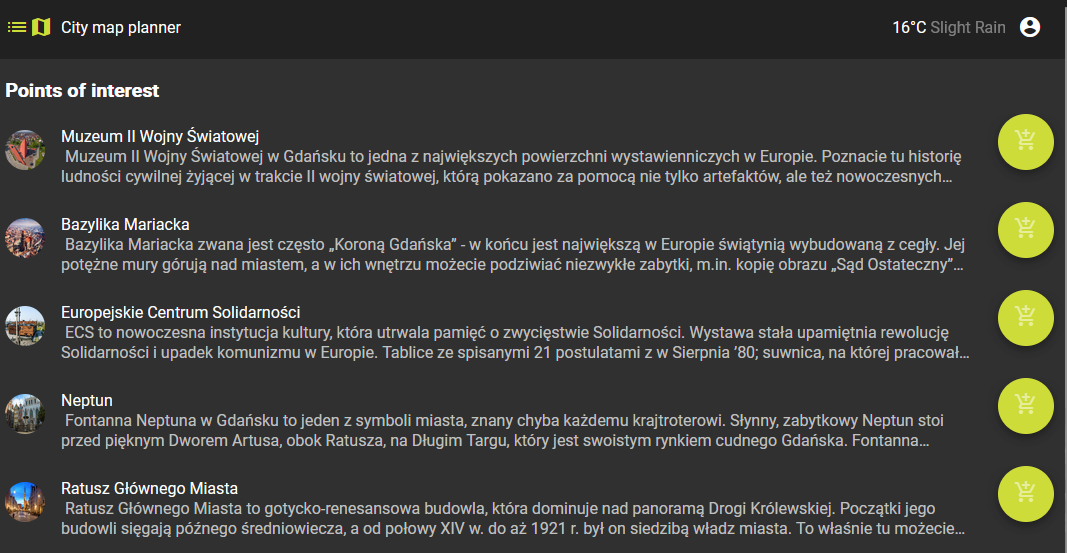 City map planner
16°C Slight Rain
Points of interest
Muzeum II Wojny Światowej
Muzeum II Wojny Światowej w Gdańsku to jedna z największych powierzchni wystawienniczych w Europie. Poznacie tu historię
ludności cywilnej żyjącej w trakcie II wojny światowej, którą pokazano za pomocą nie tylko artefaktów, ale też nowoczesnych…
Bazylika Mariacka
Bazylika Mariacka zwana jest często „Koroną Gdańska” - w końcu jest największą w Europie świątynią wybudowaną z cegły. Jej
potężne mury górują nad miastem, a w ich wnętrzu możecie podziwiać niezwykłe zabytki, m.in. kopię obrazu „Sąd Ostateczny”…
Europejskie Centrum Solidarności
ECS to nowoczesna instytucja kultury, która utrwala pamięć o zwycięstwie Solidarności. Wystawa stała upamiętnia rewolucję
Solidarności i upadek komunizmu w Europie. Tablice ze spisanymi 21 postulatami z w Sierpnia ’80; suwnica, na której pracował…
Neptun
Fontanna Neptuna w Gdańsku to jeden z symboli miasta, znany chyba każdemu krajtroterowi. Słynny, zabytkowy Neptun stoi
przed pięknym Dworem Artusa, obok Ratusza, na Długim Targu, który jest swoistym rynkiem cudnego Gdańska. Fontanna…
Ratusz Głównego Miasta
Ratusz Głównego Miasta to gotycko-renesansowa budowla, która dominuje nad panoramą Drogi Królewskiej. Początki jego
budowli sięgają późnego średniowiecza, a od połowy XIV w. do aż 1921 r. był on siedzibą władz miasta. To właśnie tu możecie…